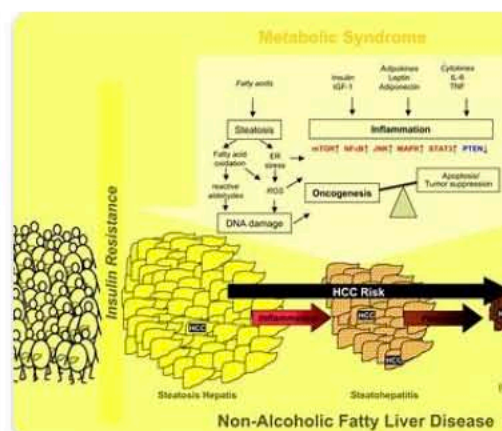 Metabolic Syndrome
Fatty acids
Insulin
IGF-1
Adipokines
Leptin
Adiponectin
Cytokines
IL-6
TNF
Steatosis
Inflammation
mTOR↑ NFκB↑ JNK↑ MAPK↑ STAT3↑ PTEN↓
Fatty acid
oxidation
ER
stress
reactive
aldehydes
ROS
Oncogenesis
Apoptosis/
Tumor suppression
DNA damage
Insulin Resistance
HCC Risk
HCC
HCC
HCC
Steatosis Hepatis
Steatohepatitis
Non-Alcoholic Fatty Liver Disease